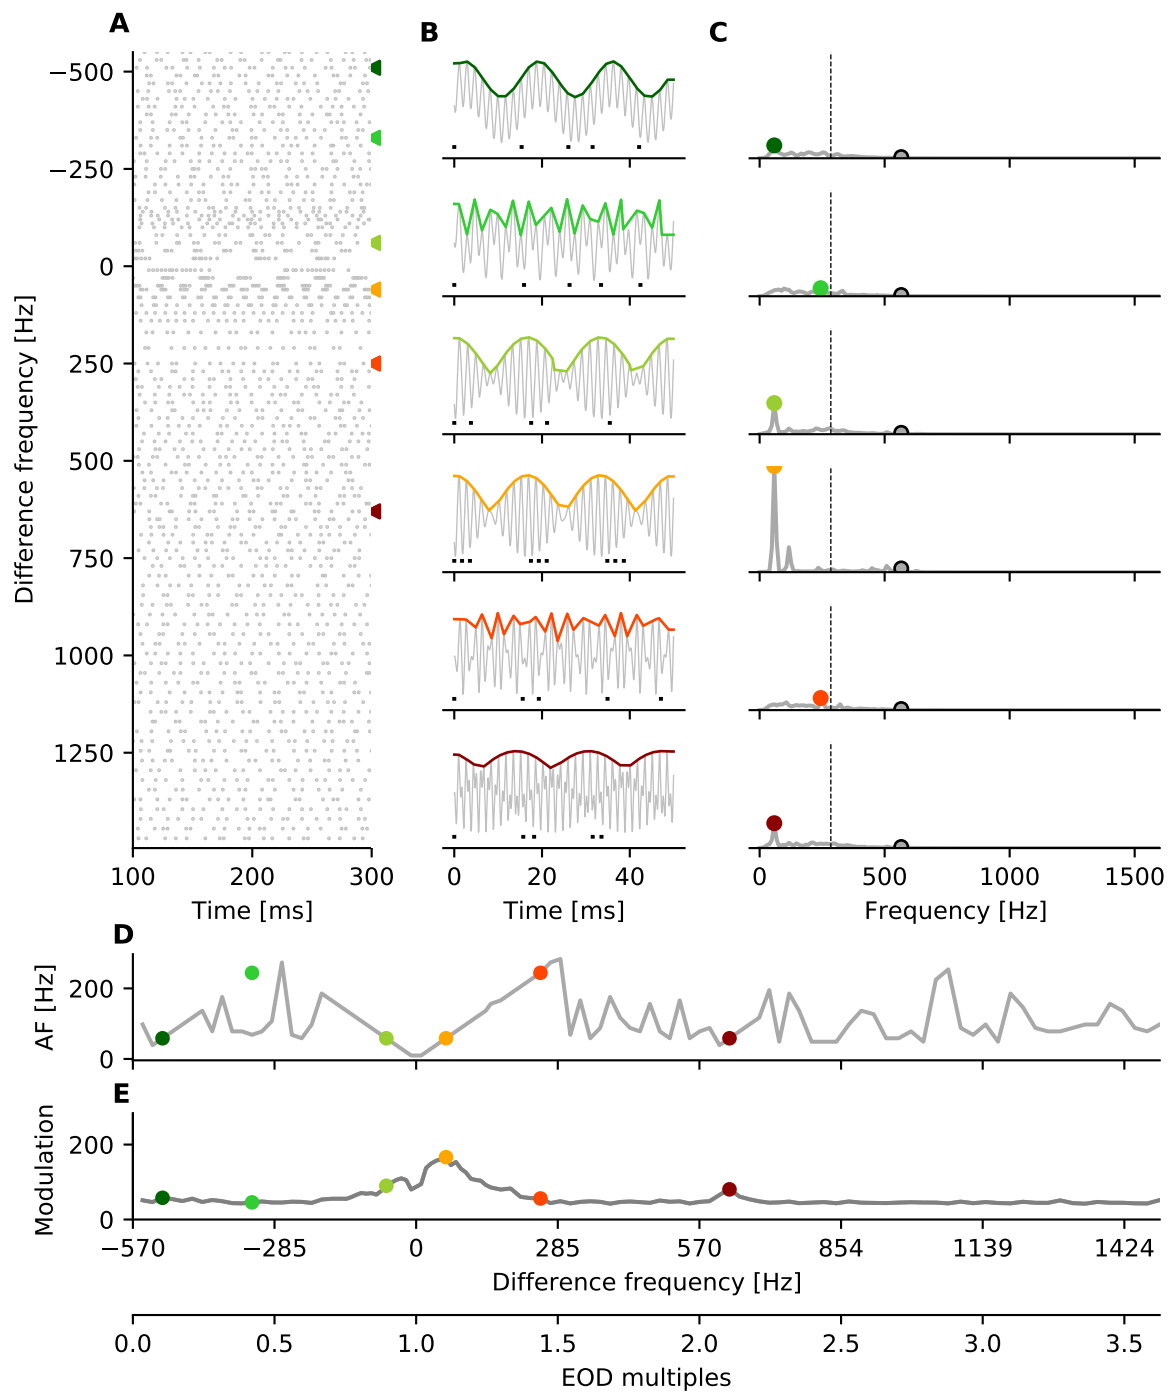 A
B
C
Difference frequency [Hz]
−500
−250
0
250
500
750
1000
1250
100 200 300
Time [ms]
0 20 40
Time [ms]
0 500 1000 1500
Frequency [Hz]
D
AF [Hz]
200
0
E
Modulation
200
0
−570 −285 0 285 570 854 1139 1424
Difference frequency [Hz]
0.0 0.5 1.0 1.5 2.0 2.5 3.0 3.5
EOD multiples